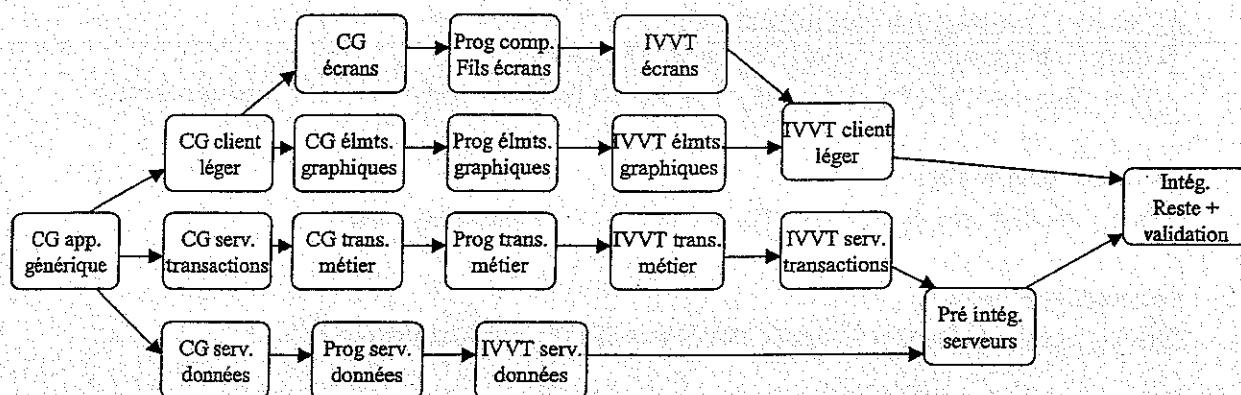 CG
écrans
Prog comp.
Fils écrans
IVVT
écrans
CG client
léger
CG élmts.
graphiques
Prog élmts.
graphiques
IVVT élmts
graphiques
IVVT client
léger
Intég.
Reste +
validation
CG app.
générique
CG serv.
transactions
CG trans.
métier
Prog trans.
métier
IVVT trans.
métier
IVVT serv.
transactions
Pré intég.
serveurs
CG serv.
données
Prog serv.
données
IVVT serv.
données